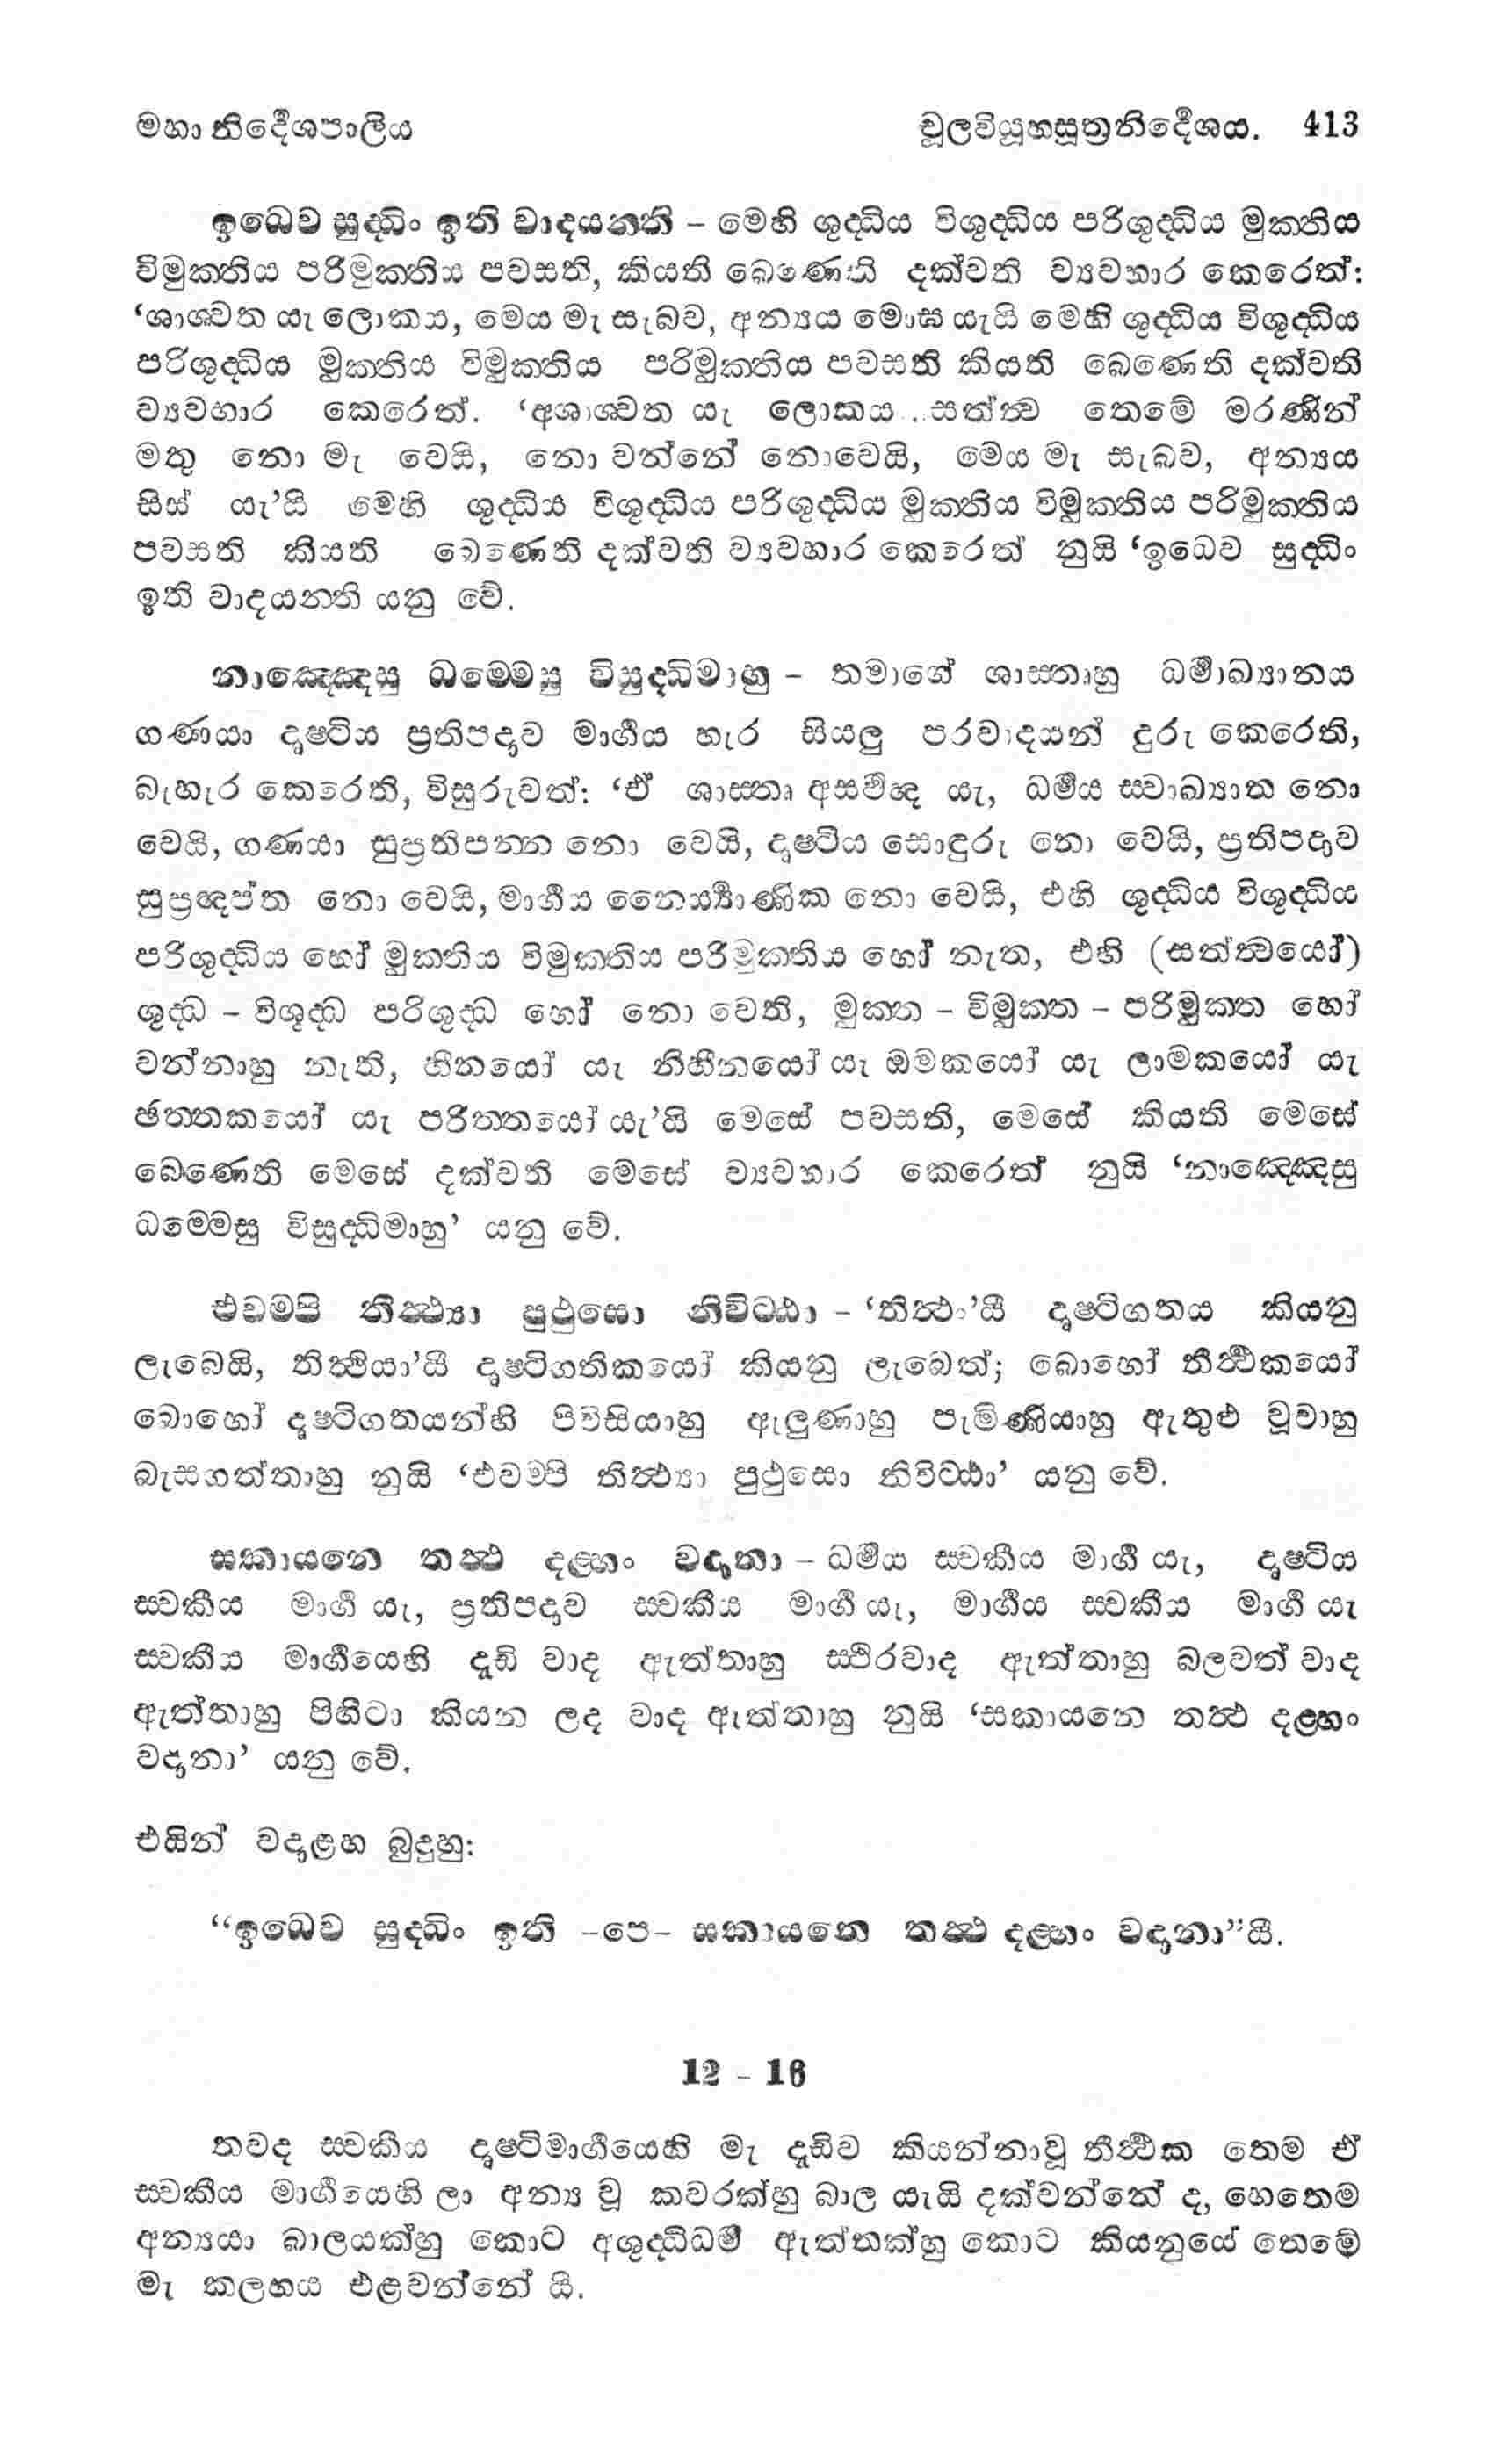 මහා නිර්‍දේශපාලිය	චූලවියූහසූත්‍රනිර්‍දේශය. 413
ඉධෙව සුද්ධිං ඉති වාදයන්ති – මෙහි ශුද්ධිය විශුද්ධිය පරිශුද්ධිය මුක්තිය
විමුක්තිය පරිමුක්තිය පවසති, කියති බෙණෙති දක්වති ව්‍යවහාර කෙරෙත්:
‘ශාශ්වත යැ ලොකය, මෙය මැ සැබව, අන්‍යය මොඝ යැයි මෙහි ශුද්ධිය විශුද්ධිය
පරිශුද්ධිය මුක්තිය විමුක්තිය පරිමුක්තිය පවසති කියති බෙණෙති දක්වති
ව්‍යවහාර කෙරෙත්. ‘අශාශ්වත යැ ලොකය...සත්ත්‍ව තෙමේ මරණින්
මතු නො මැ වෙයි, නො වන්නේ නොවෙයි, මෙය මැ සැබව, අන්‍යය
සිස් යැ’යි මෙහි ශුද්ධිය විශුද්ධිය පරිශුද්ධිය මුක්තිය විමුක්තිය පරිමුක්තිය
පවසති කියති බෙණෙති දක්වති ව්‍යවහාර කෙරෙත් නුයි ‘ඉධෙව සුද්ධිං
ඉති වාදයන්ති යනු වේ.
නාඤ්ඤෙසු ධම්මෙසු විසුද්ධිමාහු – තමාගේ ශාස්තෘහු ධර්‍මාඛ්‍යානය
ගණයා දෘෂ්ටිය ප්‍රතිපදාව මාර්‍ගය හැර සියලු පරවාදයන් දුරු කෙරෙති,
බැහැර කෙරෙති, විසුරුවත්: ‘ඒ ශාස්තෘ අසර්‍වඥ යැ, ධර්‍මය ස්වාඛ්‍යාත නො
වෙයි, ගණයා සුප්‍රතිපන්න නො වෙයි, දෘෂ්ටිය සොඳුරු නො වෙයි, ප්‍රතිපදාව
සුප්‍රඥප්ත නො වෙයි, මාර්‍ගය නෛර්‍ය්‍යාණික නො වෙයි, එහි ශුද්ධිය විශුද්ධිය
පරිශුද්ධිය හෝ මුක්තිය විමුක්තිය පරිමුක්තිය හෝ නැත, එහි (සත්ත්‍වයෝ)
ශුද්ධ – විශුද්ධ පරිශුද්ධ හෝ නො වෙති, මුක්ත – විමුක්ත – පරිමුක්ත හෝ
වන්නාහු නැති, හීනයෝ යැ නිහීනයෝ යැ ඔමකයෝ යැ ලාමකයෝ යැ
ඡත්තකයෝ යැ පරිත්තයෝ යැ’යි මෙසේ පවසති, මෙසේ කියති මෙසේ
බෙණෙති මෙසේ දක්වති මෙසේ ව්‍යවහාර කෙරෙත් නුයි ‘නාඤ්ඤෙසු
ධම්මෙසු විසුද්ධිමාහු’ යනු වේ.
එවම්පි තිත්‍ථ්‍යා පුථුසො නිවිට්ඨා – ‘තිත්‍ථං’යී දෘෂ්ටිගතය කියනු
ලැබෙයි, තිත්‍ථියා’යී දෘෂ්ටිගතිකයෝ කියනු ලැබෙත්; බොහෝ තීර්‍ත්‍ථකයෝ
බොහෝ දෘෂ්ටිගතයන්හි පිවිසියාහු ඇලුණාහු පැමිණියාහු ඇතුළු වූවාහු
බැසගත්තාහු නුයි ‘එවම්පි තිත්‍ථ්‍යා පුථුසො නිවිට්ඨා’ යනු වේ.
සකායනෙ තත්‍ථ දළ්හං වදානා – ධර්‍මය ස්වකීය මාර්‍ග යැ, දෘෂ්ටිය
ස්වකීය මාර්‍ග යැ, ප්‍රතිපදාව ස්වකීය මාර්‍ග යැ, මාර්‍ගය ස්වකීය මාර්‍ග යැ
ස්වකීය මාර්‍ගයෙහි දෘඪ වාද ඇත්තාහු ස්ථිරවාද ඇත්තාහු බලවත් වාද
ඇත්තාහු පිහිටා කියන ලද වාද ඇත්තාහු නුයි ‘සකායනෙ තත්‍ථ දළ්හං
වදානා’ යනු වේ.
එයින් වදාළහ බුදුහු:
“ඉධෙව සුද්ධිං ඉති –පෙ– සකායනෙ තත්‍ථ දළ්හං වදානා”යී.
12 – 16
තවද ස්වකීය දෘෂ්ටිමාර්‍ගයෙහි මැ දෘඪව කියන්නාවූ තීර්‍ත්‍ථක තෙම ඒ
ස්වකීය මාර්‍ගයෙහි ලා අන්‍ය වූ කවරක්හු බාල යැයි දක්වන්නේ ද, හෙතෙම
අන්‍යයා බාලයක්හු කොට අශුද්ධිධර්‍ම ඇත්තක්හු කොට කියනුයේ තෙමේ
මැ කලහය එළවන්නේ යි.